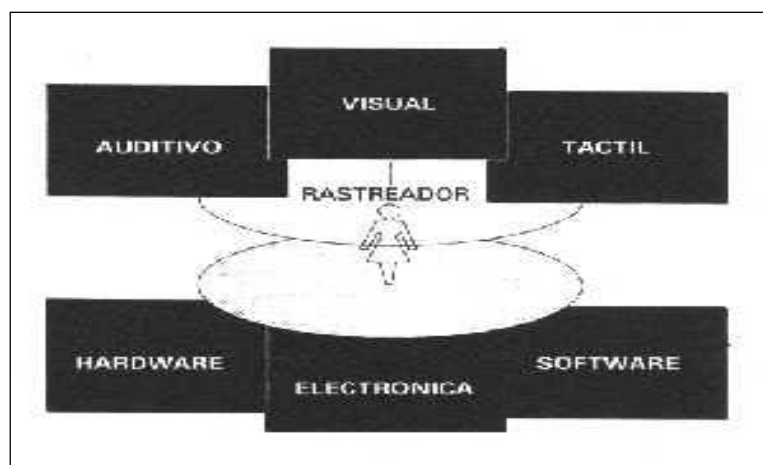 VISUAL
AUDITIVO
TACTIL
RASTREADOR
HARDWARE
SOFTWARE
ELECTRONICA